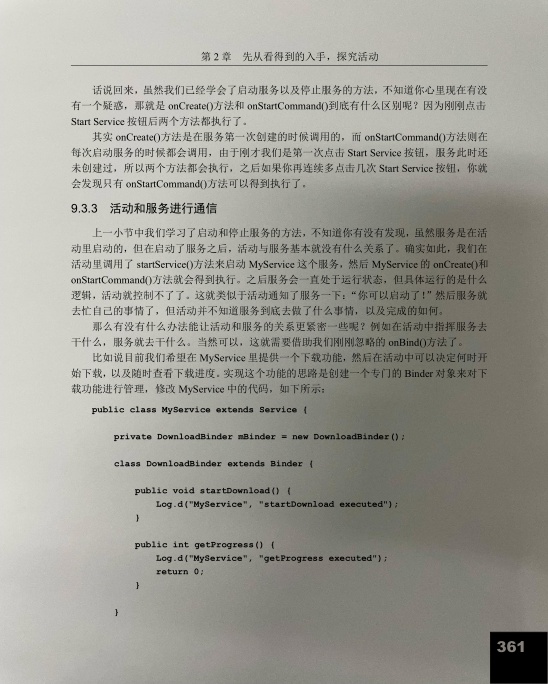 第 2 章　先从看得到的入手，探究活动
话说回来，虽然我们已经学会了启动服务以及停止服务的方法，不知道你心里现在有没
有一个疑惑，那就是 onCreate()方法和 onStartCommand()到底有什么区别呢？因为刚刚点击
Start Service 按钮后两个方法都执行了。
其实 onCreate()方法是在服务第一次创建的时候调用的，而 onStartCommand()方法则在
每次启动服务的时候都会调用，由于刚才我们是第一次点击 Start Service 按钮，服务此时还
未创建过，所以两个方法都会执行，之后如果你再连续多点击几次 Start Service 按钮，你就
会发现只有 onStartCommand()方法可以得到执行了。
9.3.3　活动和服务进行通信
上一小节中我们学习了启动和停止服务的方法，不知道你有没有发现，虽然服务是在活
动里启动的，但在启动了服务之后，活动与服务基本就没有什么关系了。确实如此，我们在
活动里调用了 startService()方法来启动 MyService 这个服务，然后 MyService 的 onCreate()和
onStartCommand()方法就会得到执行。之后服务会一直处于运行状态，但具体运行的是什么
逻辑，活动就控制不了了。这就类似于活动通知了服务一下：“你可以启动了！”然后服务就
去忙自己的事情了，但活动并不知道服务到底去做了什么事情，以及完成的如何。
那么有没有什么办法能让活动和服务的关系更紧密一些呢？例如在活动中指挥服务去
干什么，服务就去干什么。当然可以，这就需要借助我们刚刚忽略的 onBind()方法了。
比如说目前我们希望在 MyService 里提供一个下载功能，然后在活动中可以决定何时开
始下载，以及随时查看下载进度。实现这个功能的思路是创建一个专门的 Binder 对象来对下
载功能进行管理，修改 MyService 中的代码，如下所示：
public class MyService extends Service {
private DownloadBinder mBinder = new DownloadBinder();
class DownloadBinder extends Binder {
public void startDownload() {
Log.d("MyService", "startDownload executed");
}
public int getProgress() {
Log.d("MyService", "getProgress executed");
return 0;
}
}
361